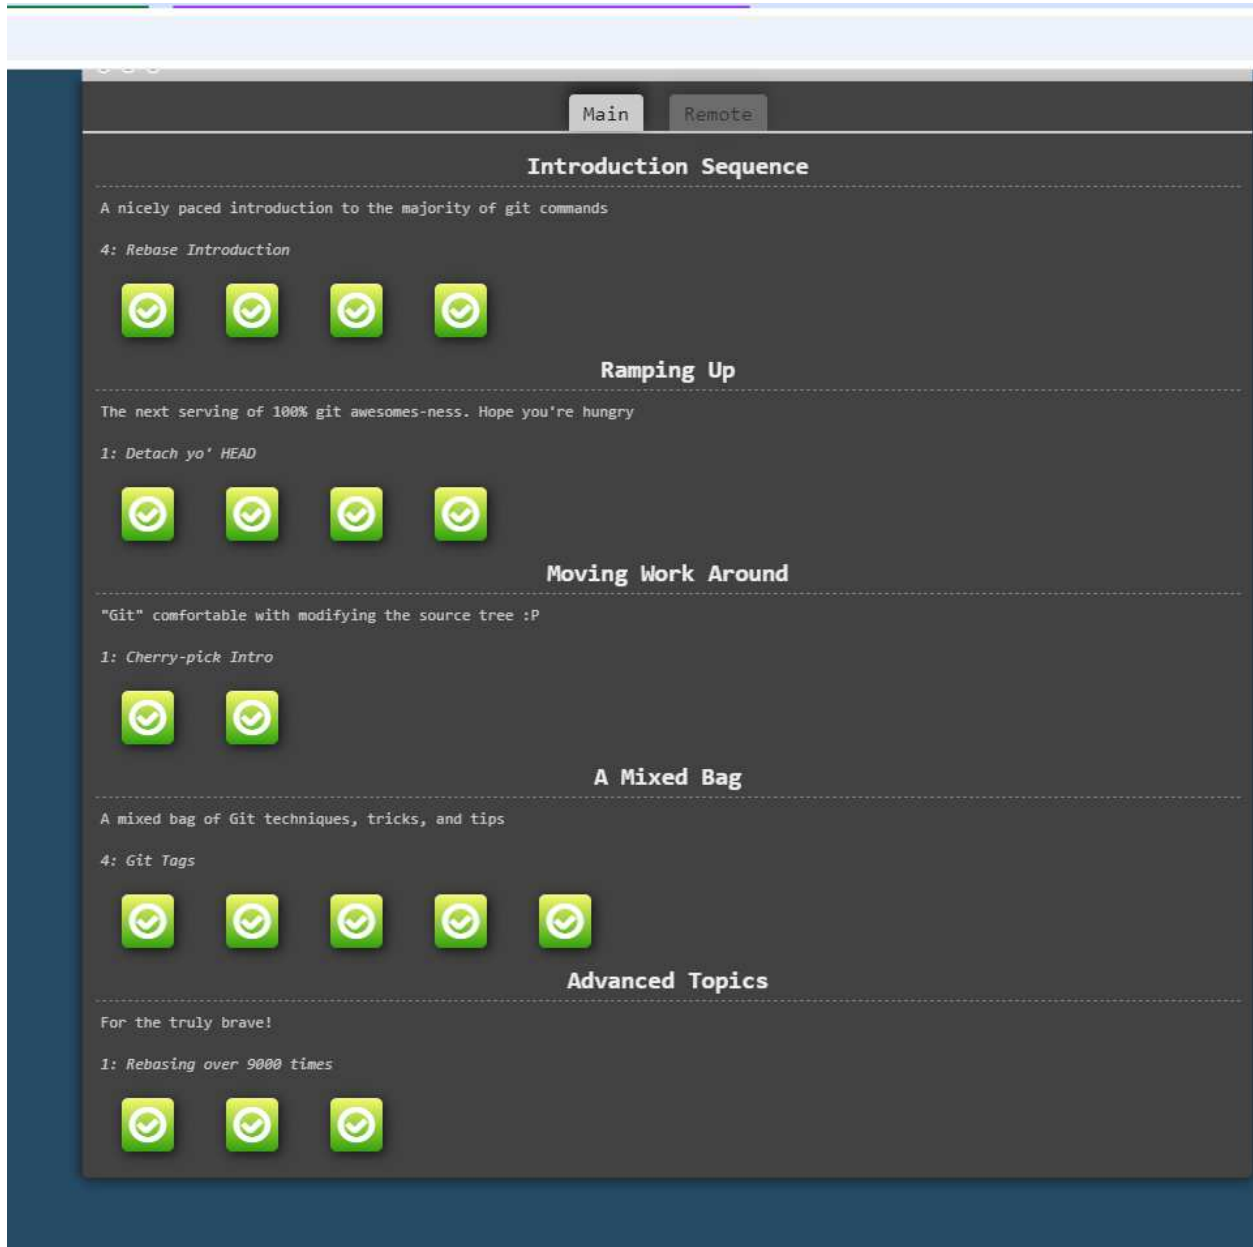 Main
Remote
Introduction Sequence
A nicely paced introduction to the majority of git commands
4: Rebase Introduction
Ramping Up
The next serving of 100% git awesomes-ness. Hope you're hungry
1: Detach yo' HEAD
Moving Work Around
"Git" comfortable with modifying the source tree :P
1: Cherry-pick Intro
A Mixed Bag
A mixed bag of Git techniques, tricks, and tips
4: Git Tags
Advanced Topics
For the truly brave!
1: Rebasing over 9000 times